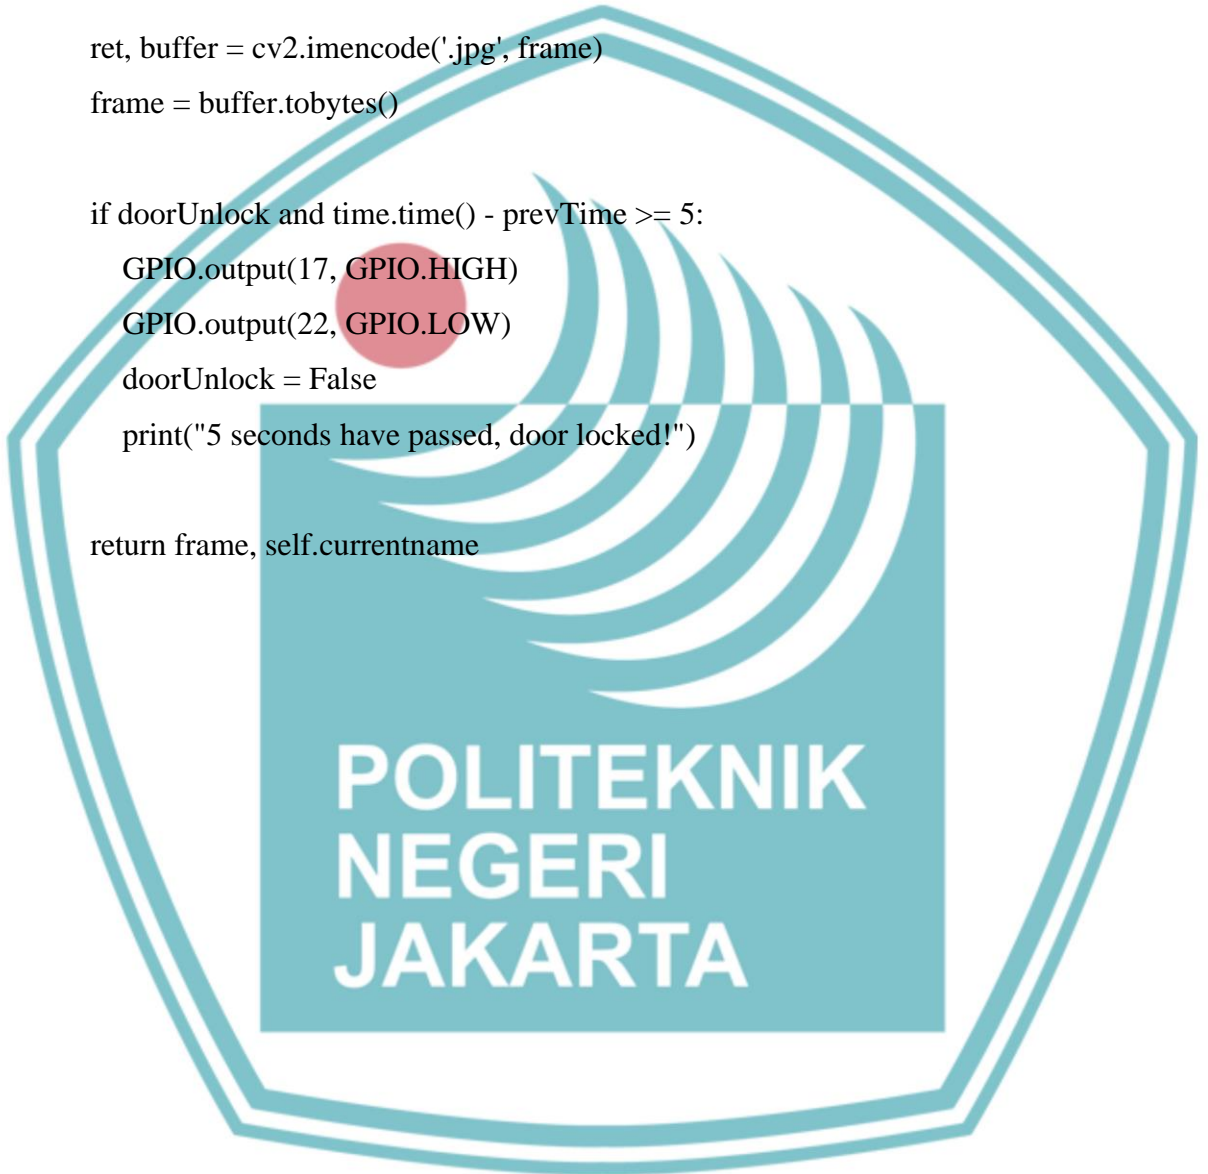 ret, buffer = cv2.imencode('.jpg', frame)
frame = buffer.tobytes()
if doorUnlock and time.time() - prevTime >= 5:
GPIO.output(17, GPIO.HIGH)
GPIO.output(22, GPIO.LOW)
doorUnlock = False
print("5 seconds have passed, door locked!")
return frame, self.currentname
POLITEKNIK
NEGERI
JAKARTA